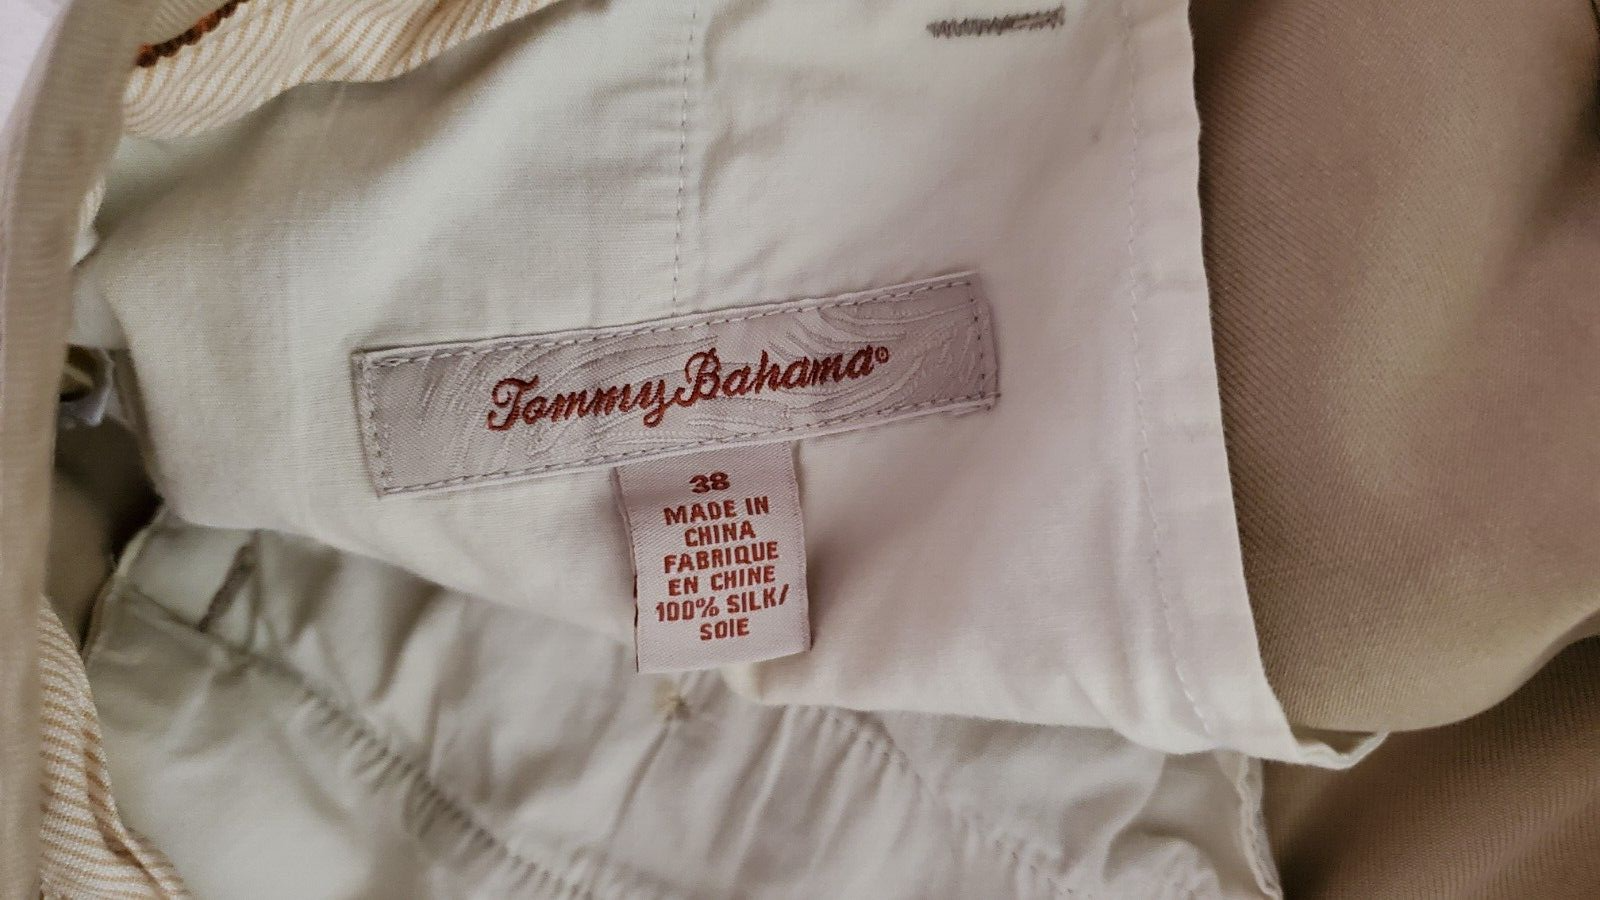 Tommy Bahama®
38
MADE IN
CHINA
FABRIQUE
EN CHINE
100% SILK/
SOIE